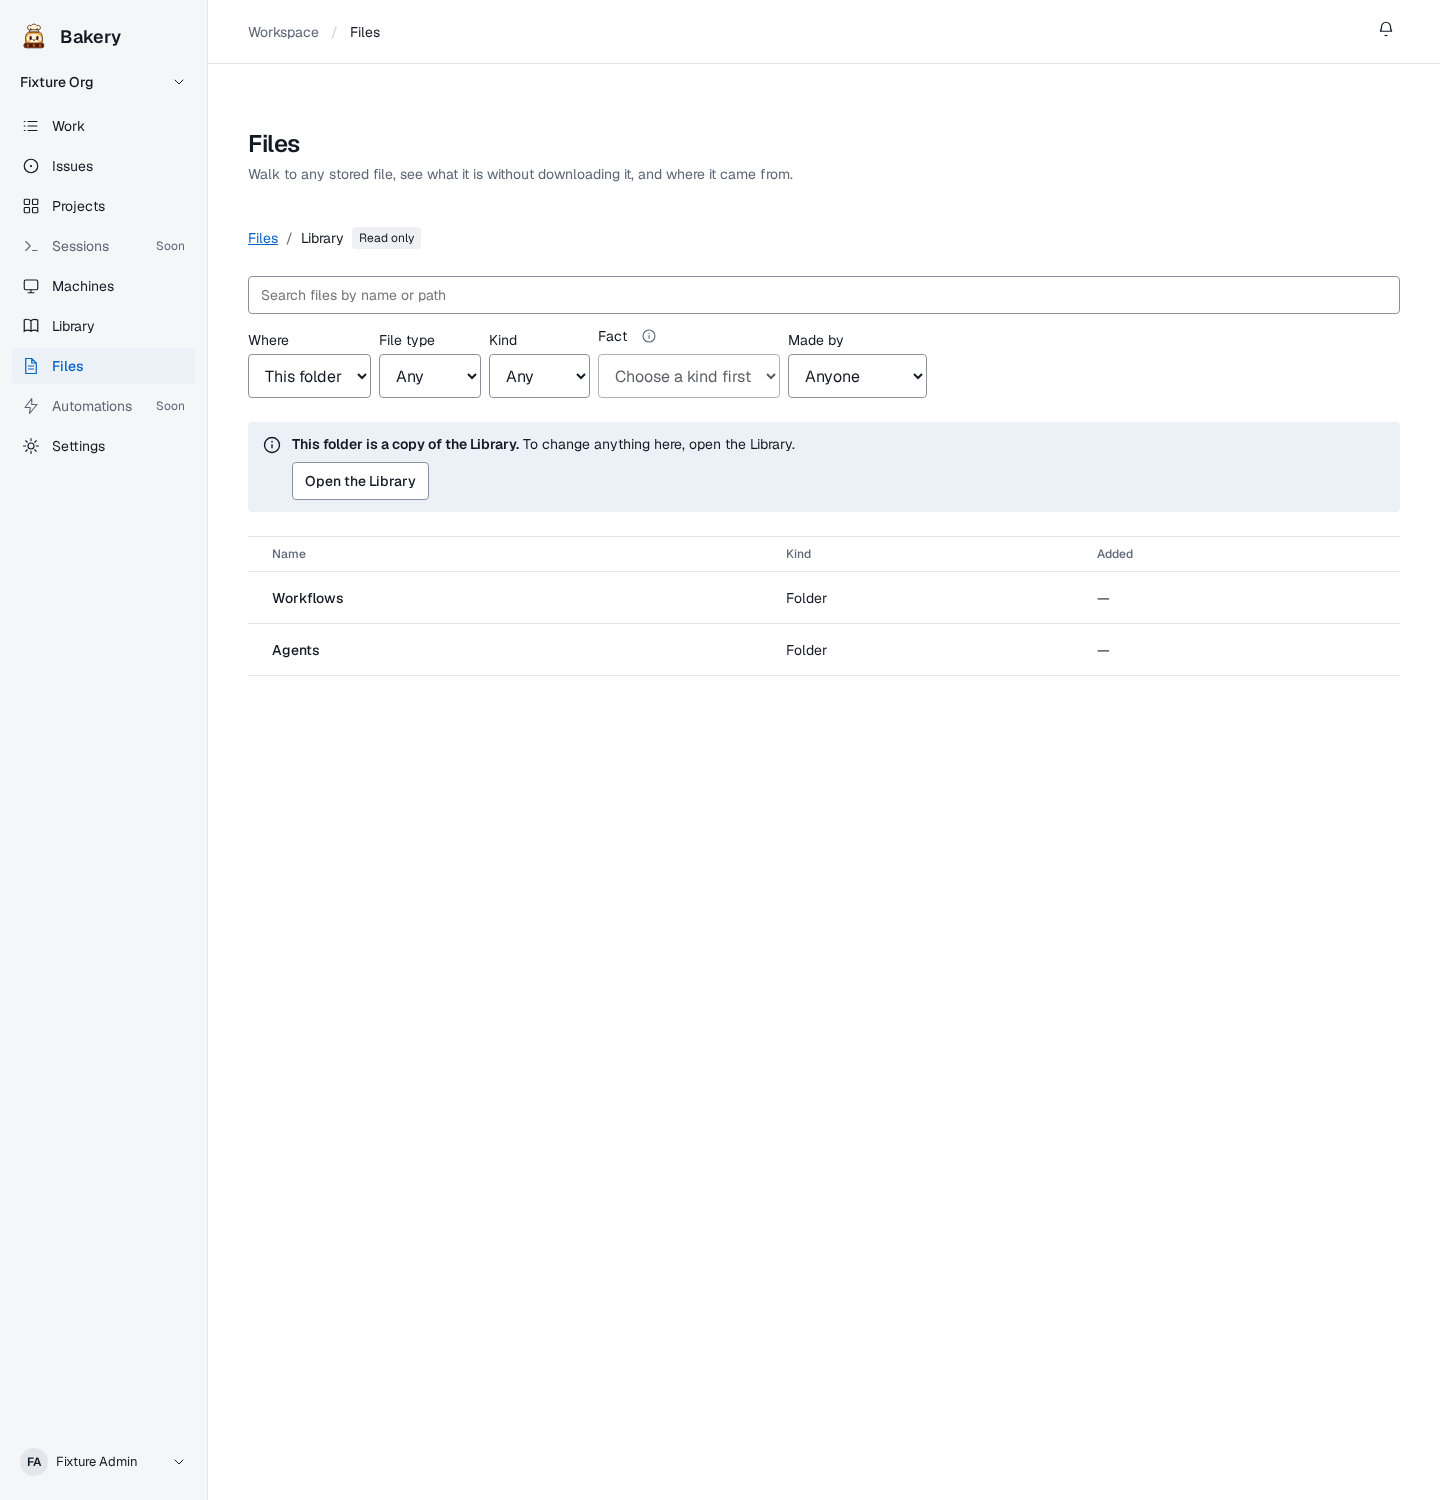 Bakery
Fixture Org
Work
Issues
Projects
Sessions Soon
Machines
Library
Files
Automations Soon
Settings
FA Fixture Admin
Workspace / Files
Files
Walk to any stored file, see what it is without downloading it, and where it came from.
Files / Library Read only
Search files by name or path
Where File type Kind Fact Made by
This folder Any Any Choose a kind first Anyone
This folder is a copy of the Library. To change anything here, open the Library.
Open the Library
Name Kind Added
Workflows Folder —
Agents Folder —